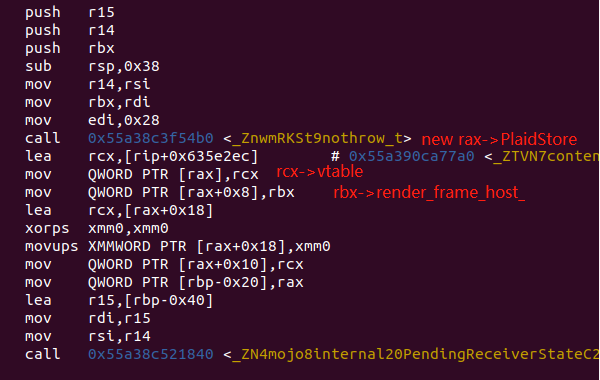 push r15
push r14
push rbx
sub rsp,0x38
mov r14,rsi
mov rbx,rdi
mov edi,0x28
call 0x55a38c3f54b0 <_ZnwmRKSt9nothrow_t> new rax->PlaidStore
lea rcx,[rip+0x635e2ec] # 0x55a390ca77a0 <_ZTVN7conten
mov QWORD PTR [rax],rcx rcx->vtable
mov QWORD PTR [rax+0x8],rbx rbx->render_frame_host_
lea rcx,[rax+0x18]
xorps xmm0,xmm0
movups XMMWORD PTR [rax+0x18],xmm0
mov QWORD PTR [rax+0x10],rcx
mov QWORD PTR [rbp-0x20],rax
lea r15,[rbp-0x40]
mov rdi,r15
mov rsi,r14
call 0x55a38c521840 <_ZN4mojo8internal20PendingReceiverStateC2